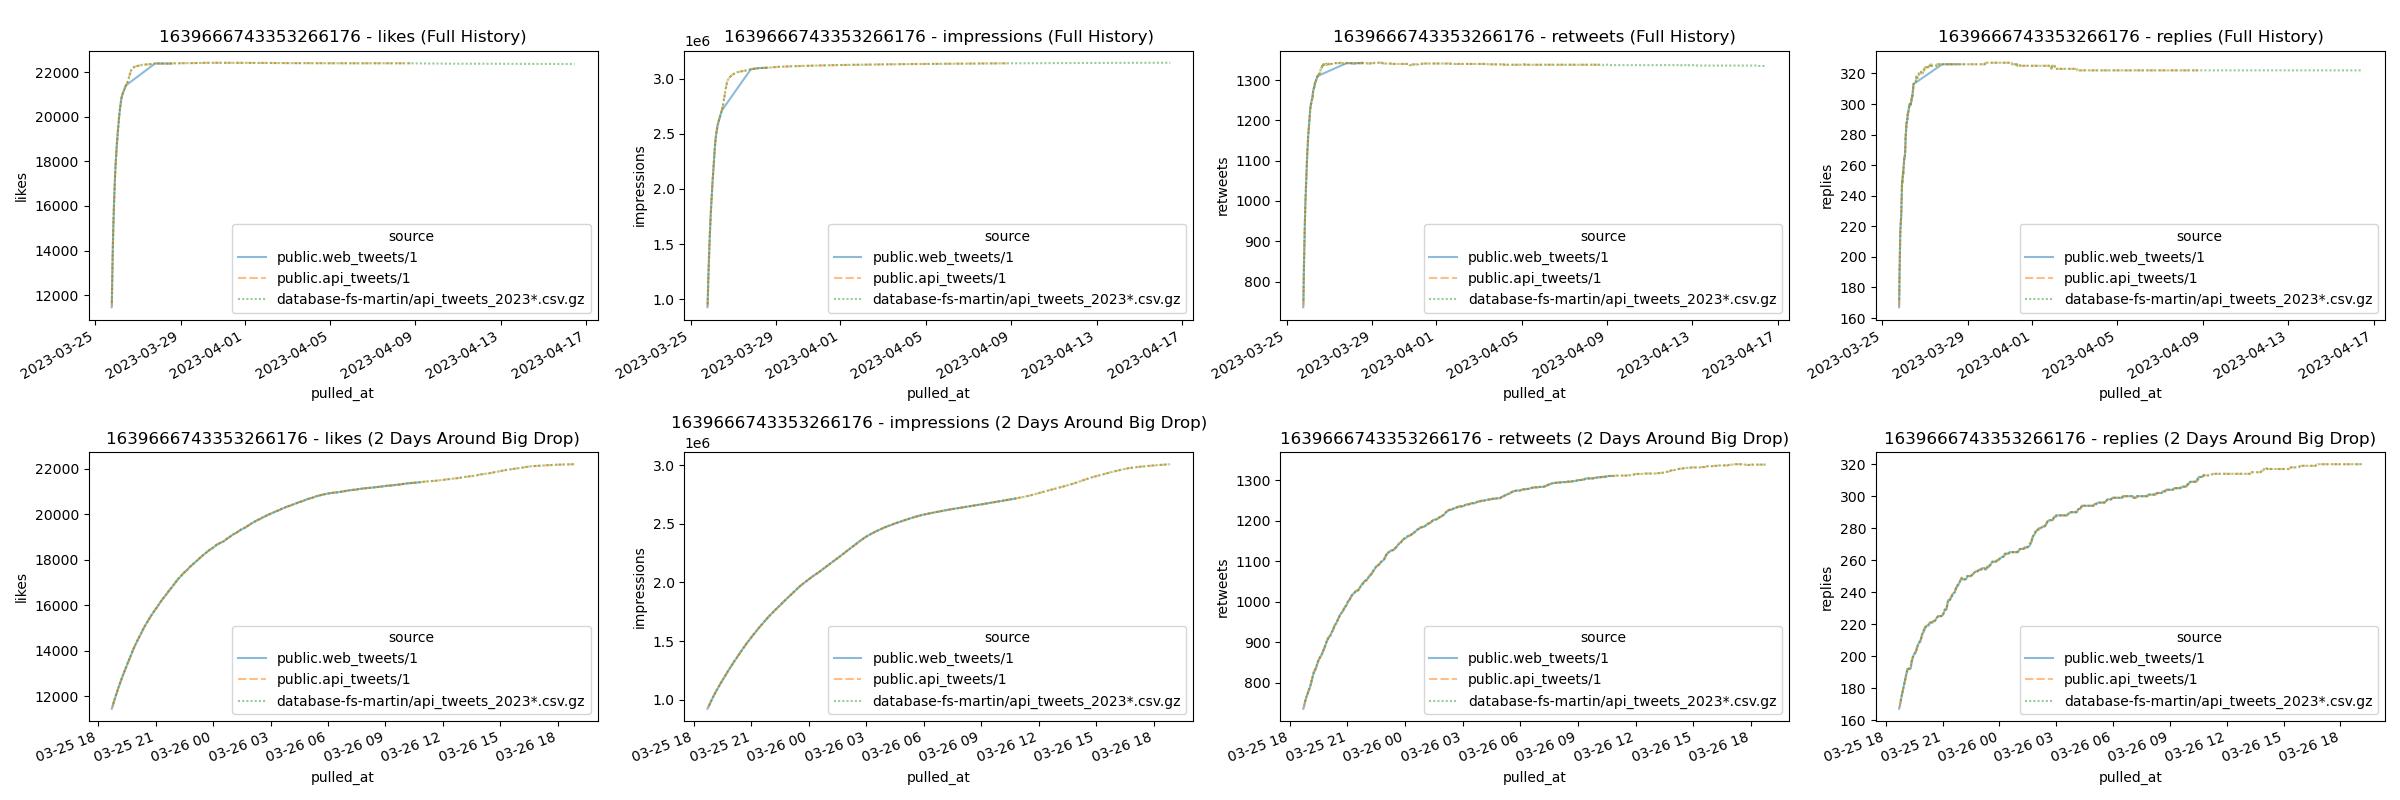 1639666743353266176 - likes (Full History)
22000
20000
18000
16000
14000
12000
likes
source
public.web_tweets/1
public.api_tweets/1
database-fs-martin/api_tweets_2023*.csv.gz
2023-03-25
2023-03-29
2023-04-01
2023-04-05
2023-04-09
2023-04-13
2023-04-17
pulled_at
1e6
1639666743353266176 - impressions (Full History)
3.0
2.5
2.0
1.5
1.0
impressions
source
public.web_tweets/1
public.api_tweets/1
database-fs-martin/api_tweets_2023*.csv.gz
2023-03-25
2023-03-29
2023-04-01
2023-04-05
2023-04-09
2023-04-13
2023-04-17
pulled_at
1639666743353266176 - retweets (Full History)
1300
1200
1100
1000
900
800
retweets
source
public.web_tweets/1
public.api_tweets/1
database-fs-martin/api_tweets_2023*.csv.gz
2023-03-25
2023-03-29
2023-04-01
2023-04-05
2023-04-09
2023-04-13
2023-04-17
pulled_at
1639666743353266176 - replies (Full History)
320
300
280
260
240
220
200
180
160
replies
source
public.web_tweets/1
public.api_tweets/1
database-fs-martin/api_tweets_2023*.csv.gz
2023-03-25
2023-03-29
2023-04-01
2023-04-05
2023-04-09
2023-04-13
2023-04-17
pulled_at
1639666743353266176 - likes (2 Days Around Big Drop)
22000
20000
18000
16000
14000
12000
likes
source
public.web_tweets/1
public.api_tweets/1
database-fs-martin/api_tweets_2023*.csv.gz
03-25 18
03-25 21
03-26 00
03-26 03
03-26 06
03-26 09
03-26 12
03-26 15
03-26 18
pulled_at
1639666743353266176 - impressions (2 Days Around Big Drop)
1e6
3.0
2.5
2.0
1.5
1.0
impressions
source
public.web_tweets/1
public.api_tweets/1
database-fs-martin/api_tweets_2023*.csv.gz
03-25 18
03-25 21
03-26 00
03-26 03
03-26 06
03-26 09
03-26 12
03-26 15
03-26 18
pulled_at
1639666743353266176 - retweets (2 Days Around Big Drop)
1300
1200
1100
1000
900
800
retweets
source
public.web_tweets/1
public.api_tweets/1
database-fs-martin/api_tweets_2023*.csv.gz
03-25 18
03-25 21
03-26 00
03-26 03
03-26 06
03-26 09
03-26 12
03-26 15
03-26 18
pulled_at
1639666743353266176 - replies (2 Days Around Big Drop)
320
300
280
260
240
220
200
180
160
replies
source
public.web_tweets/1
public.api_tweets/1
database-fs-martin/api_tweets_2023*.csv.gz
03-25 18
03-25 21
03-26 00
03-26 03
03-26 06
03-26 09
03-26 12
03-26 15
03-26 18
pulled_at